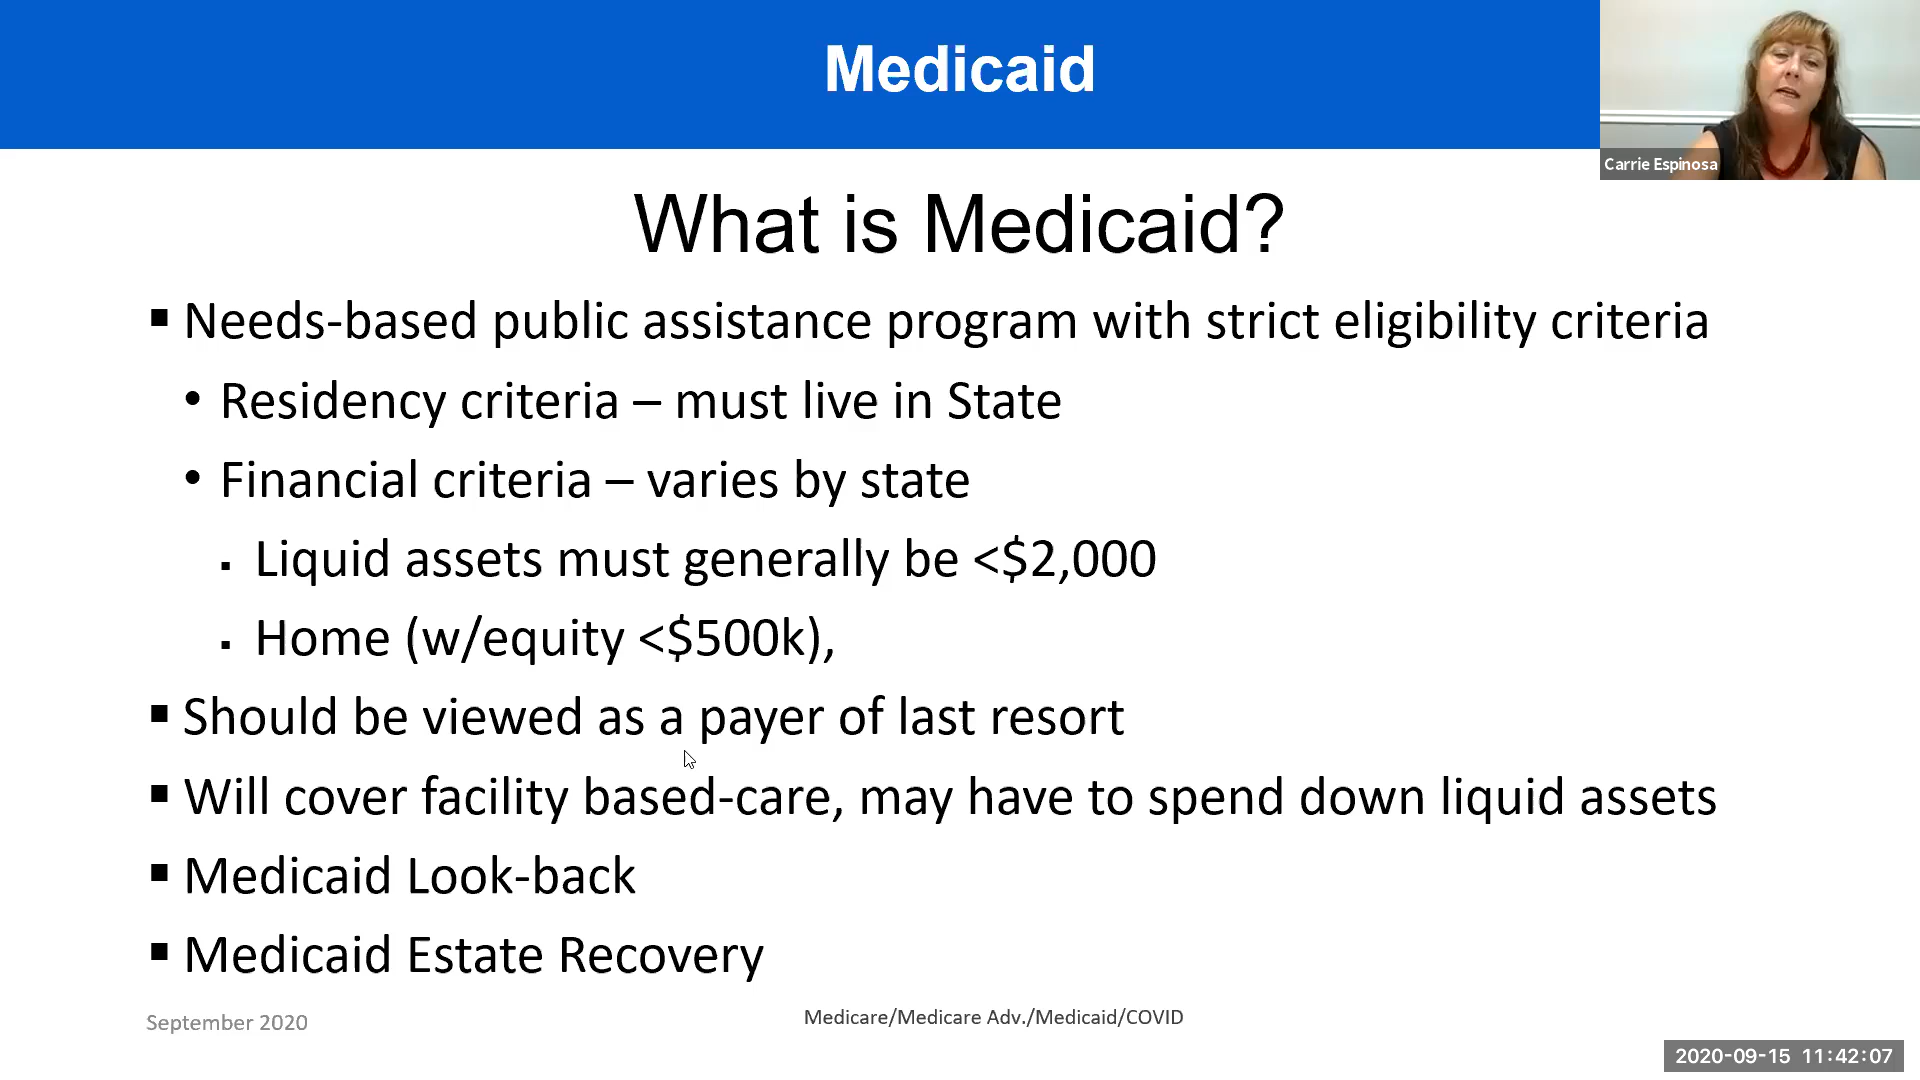 Medicaid
Carrie Espinosa
What is Medicaid?
▪ Needs-based public assistance program with strict eligibility criteria
• Residency criteria – must live in State
• Financial criteria – varies by state
▪ Liquid assets must generally be <$2,000
▪ Home (w/equity <$500k),
▪ Should be viewed as a payer of last resort
▪ Will cover facility based-care, may have to spend down liquid assets
▪ Medicaid Look-back
▪ Medicaid Estate Recovery
September 2020
Medicare/Medicare Adv./Medicaid/COVID
2020-09-15 11:42:07